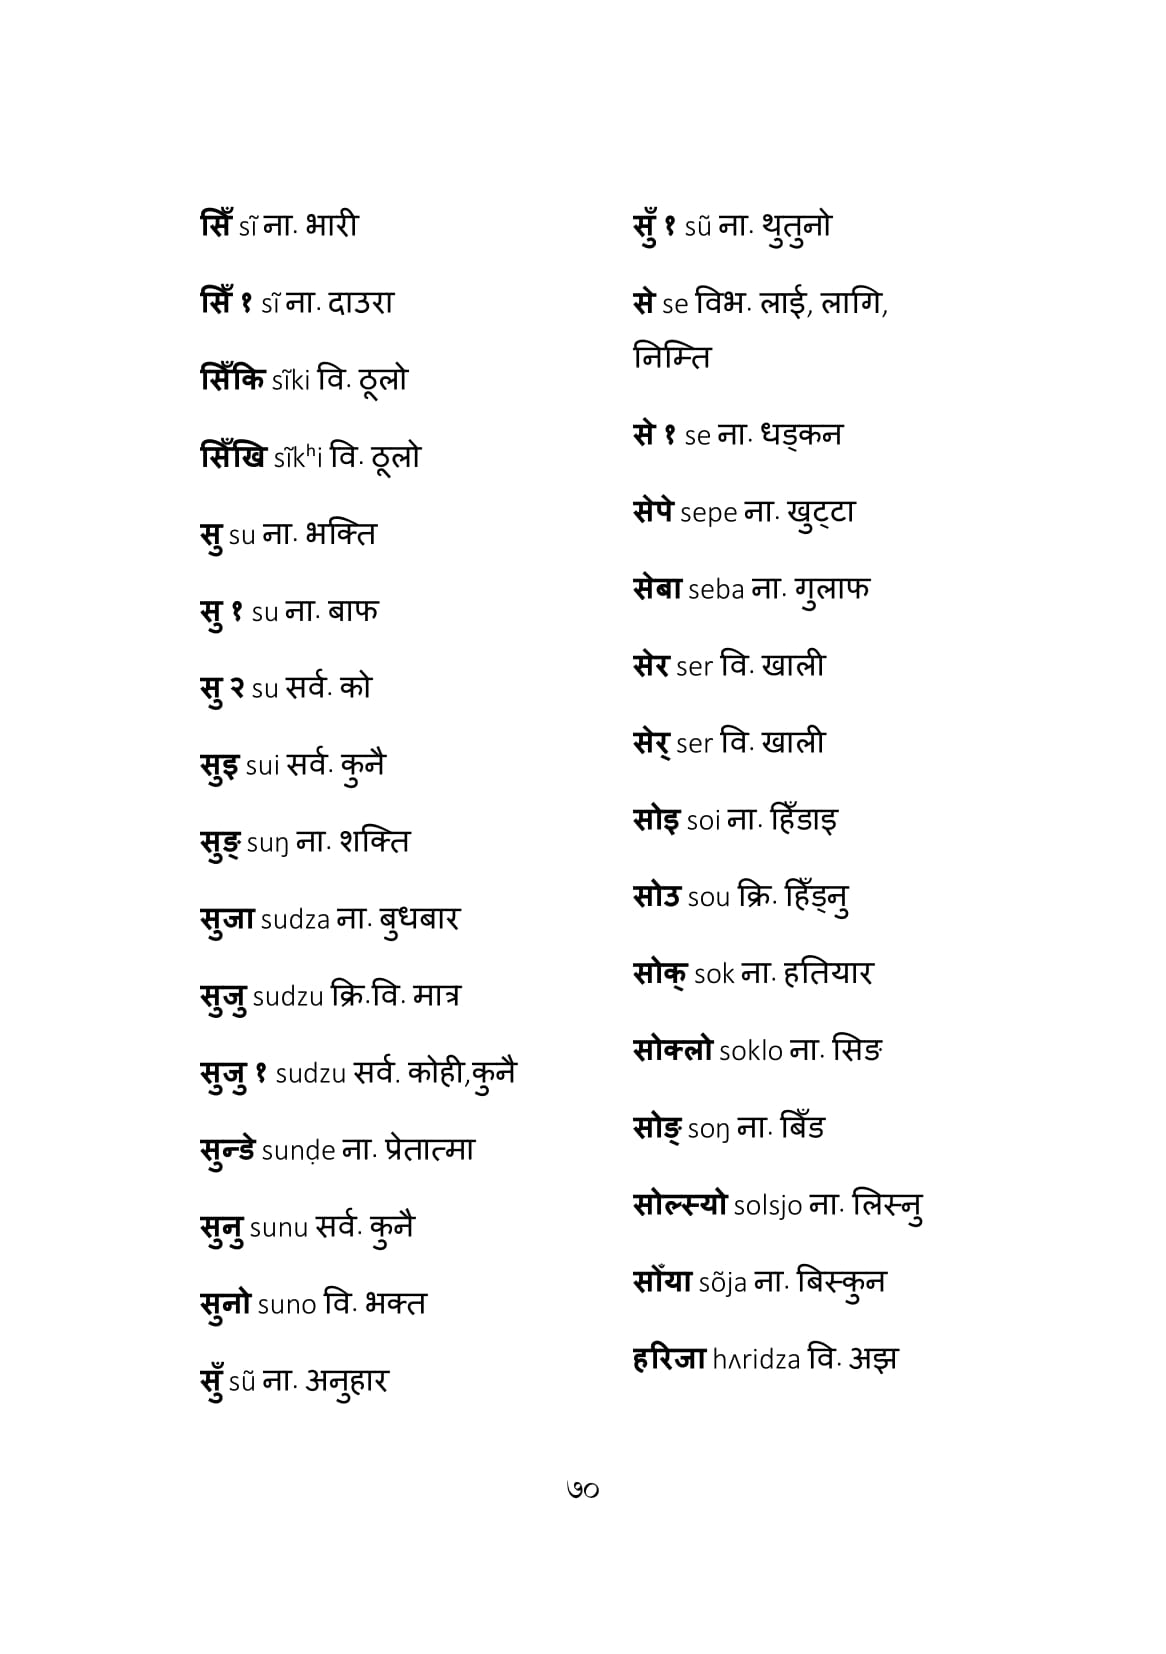 सिँ sĩ ना. भारी
सिँ १ sĩ ना. दाउरा
सिँकि sĩki वि. ठूलो
सिँखि sĩkʰi वि. ठूलो
सु su ना. भक्ति
सु १ su ना. बाफ
सु २ su सर्व. को
सुइ sui सर्व. कुनै
सुङ् suŋ ना. शक्ति
सुजा sudza ना. बुधबार
सुजु sudzu क्रि.वि. मात्र
सुजु १ sudzu सर्व. कोही,कुनै
सुन्डे sunḍe ना. प्रेतात्मा
सुनु sunu सर्व. कुनै
सुनो suno वि. भक्त
सुँ sũ ना. अनुहार
सुँ १ sũ ना. थुतुनो
से se विभ. लाई, लागि,
निम्ति
से १ se ना. धड्कन
सेपे sepe ना. खुट्टा
सेबा seba ना. गुलाफ
सेर ser वि. खाली
सेर् ser वि. खाली
सोइ soi ना. हिँडाइ
सोउ sou क्रि. हिँड्नु
सोक् sok ना. हतियार
सोक्लो soklo ना. सिङ
सोङ् soŋ ना. बिँड
सोल्स्यो solsjo ना. लिस्नु
सोँया sõja ना. बिस्कुन
हरिजा hʌridza वि. अझ
७०